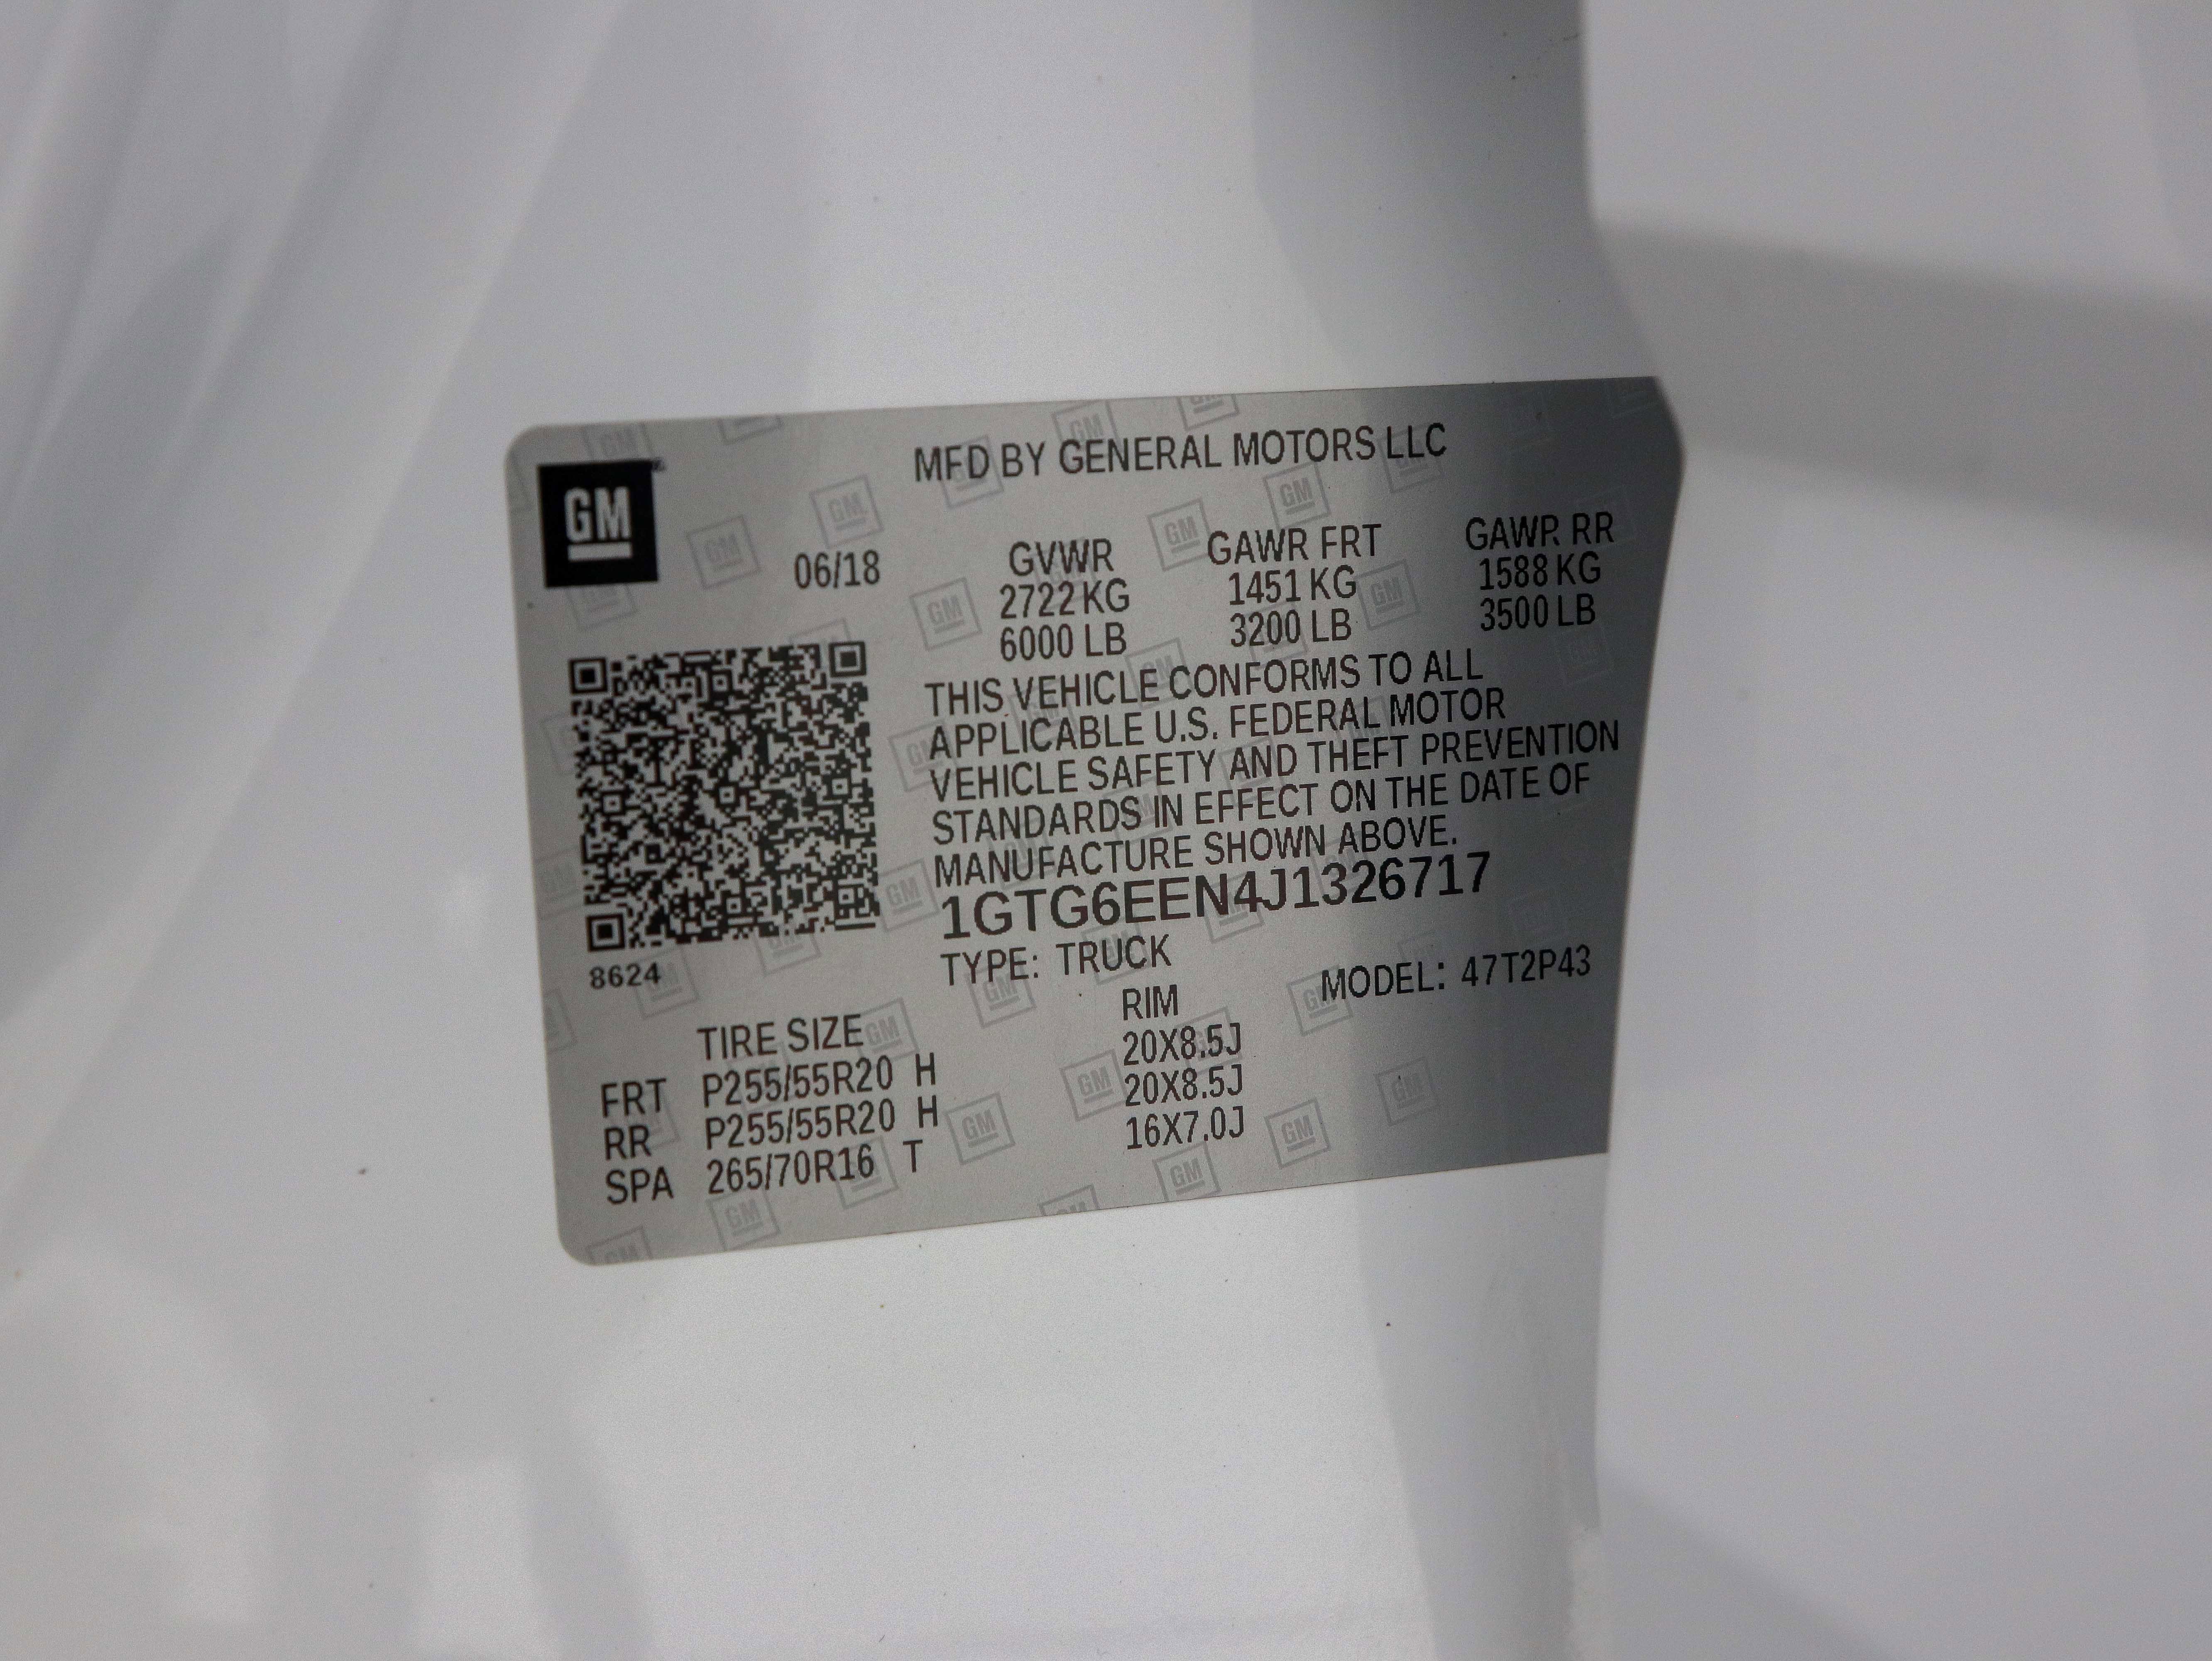 MFD BY GENERAL MOTORS LLC
GM
06/18 GVWR GAWR FRT GAWR RR
2722 KG 1451 KG 1588 KG
6000 LB 3200 LB 3500 LB
THIS VEHICLE CONFORMS TO ALL
APPLICABLE U.S. FEDERAL MOTOR
VEHICLE SAFETY AND THEFT PREVENTION
STANDARDS IN EFFECT ON THE DATE OF
MANUFACTURE SHOWN ABOVE.
1GTG6EEN4J1326717
8624
TYPE: TRUCK MODEL: 47T2P43
TIRE SIZE RIM
FRT P255/55R20 H 20X8.5J
RR P255/55R20 H 20X8.5J
SPA 265/70R16 T 16X7.0J